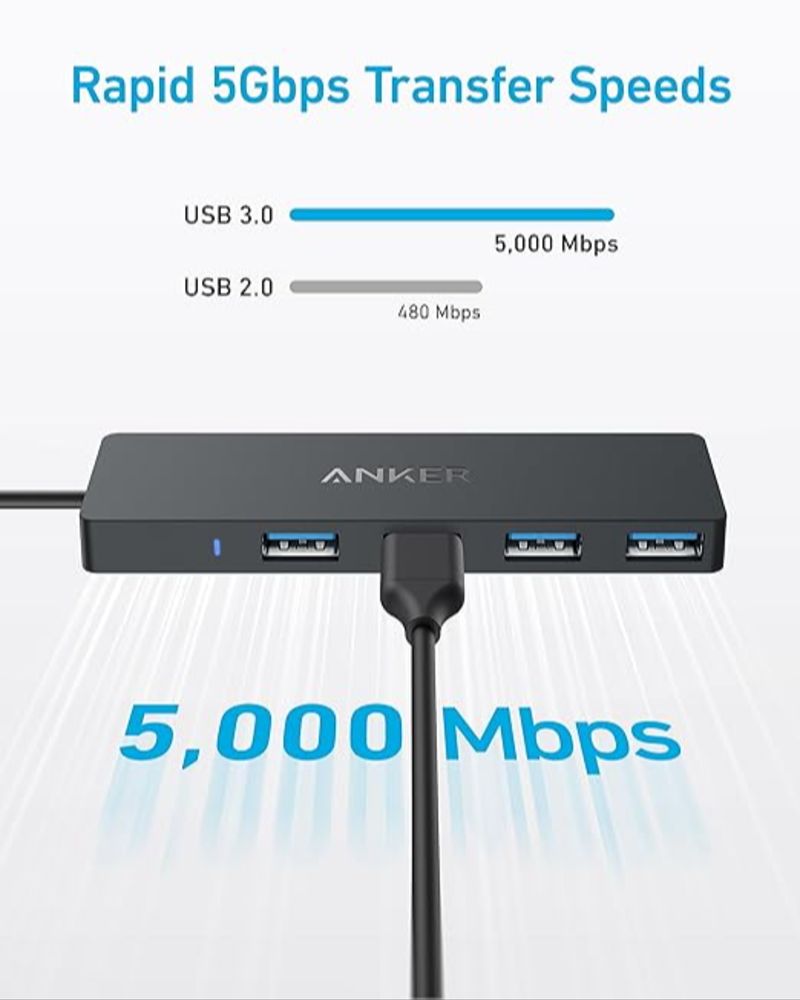 Rapid 5Gbps Transfer Speeds
USB 3.0
5,000 Mbps
USB 2.0
480 Mbps
ANKER
5,000 Mbps